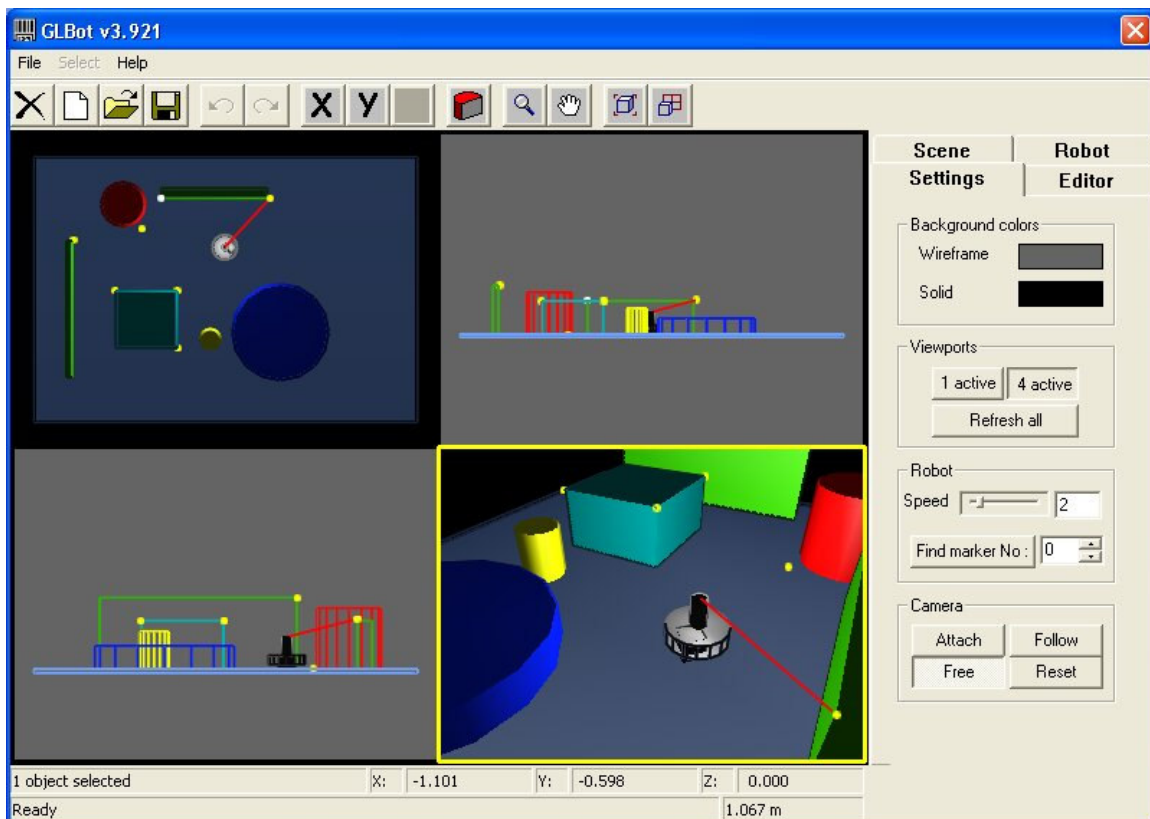 GLBot v3.921
File Select Help
X Y
Scene Robot
Settings Editor
Background colors
Wireframe
Solid
Viewports
1 active 4 active
Refresh all
Robot
Speed 2
Find marker No : 0
Camera
Attach Follow
Free Reset
1 object selected X: -1.101 Y: -0.598 Z: 0.000
Ready 1.067 m